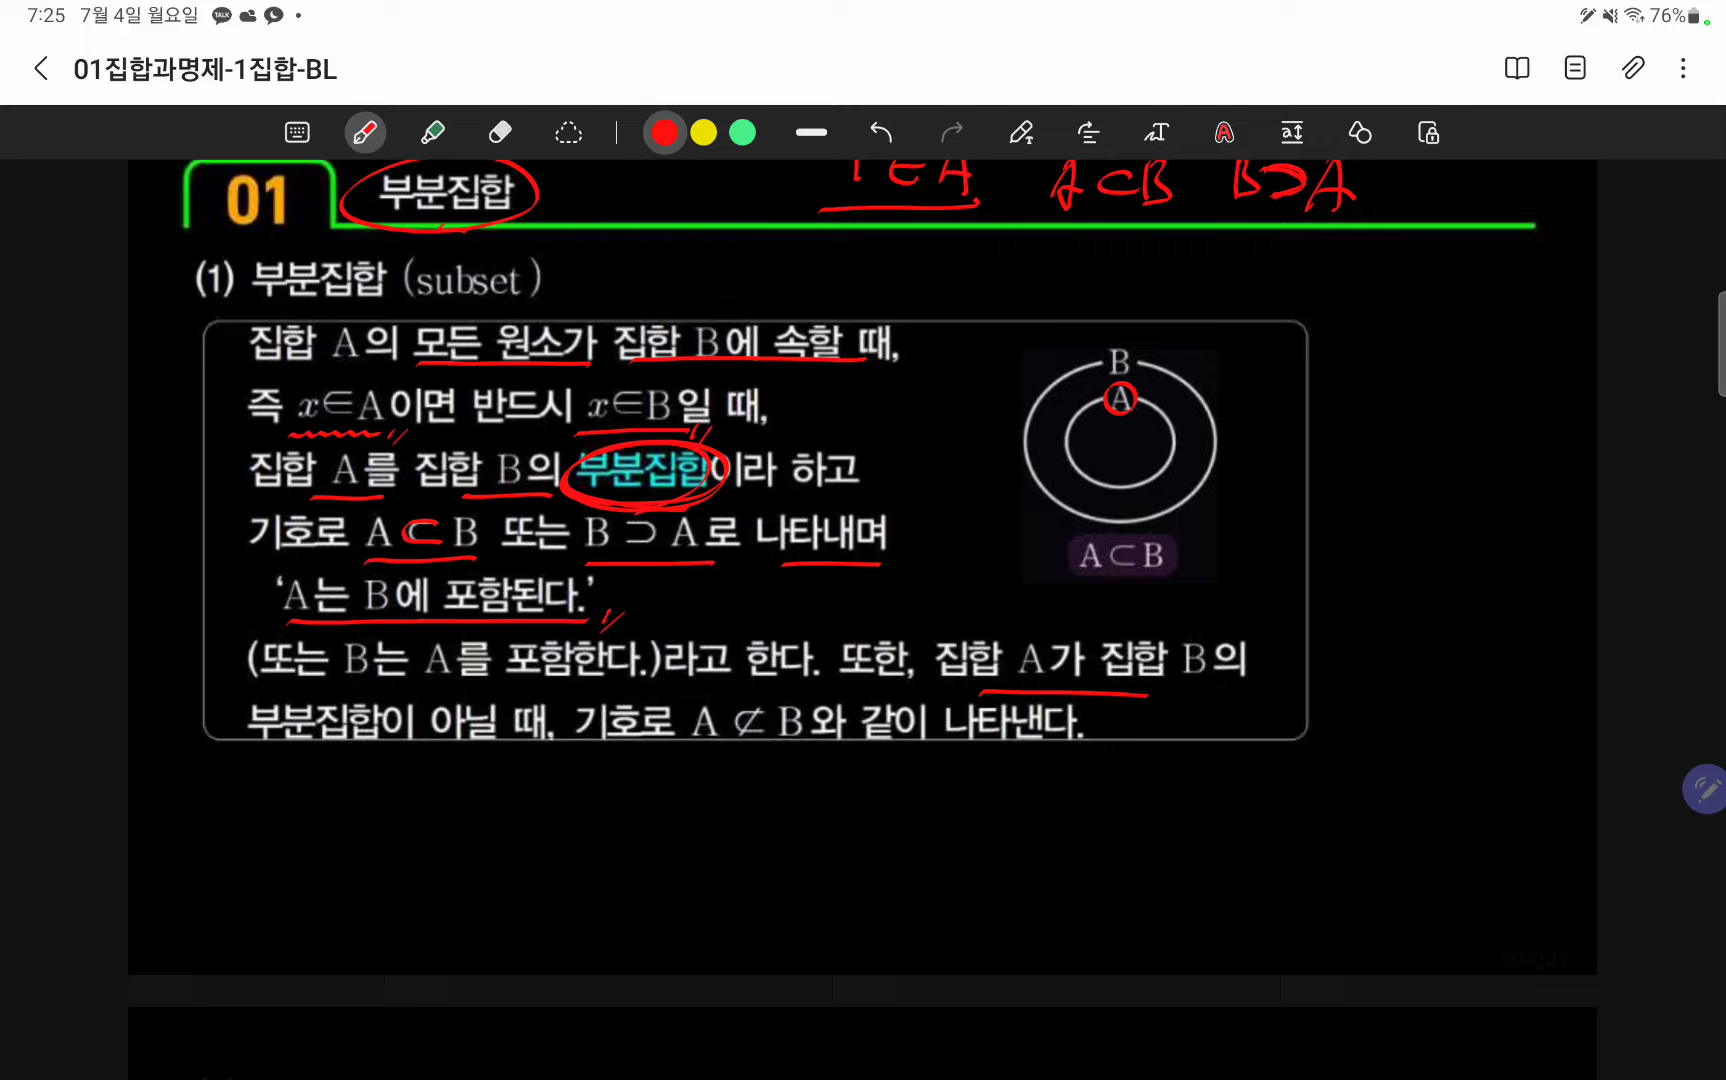 7:25 7월 4일 월요일 TALK 76%
01집합과명제-1집합-BL
01 부분집합 1∈A A⊂B B⊃A
(1) 부분집합 (subset)
집합 A의 모든 원소가 집합 B에 속할 때,
즉 x∈A이면 반드시 x∈B일 때,
집합 A를 집합 B의 부분집합이라 하고
기호로 A⊂B 또는 B⊃A로 나타내며
‘A는 B에 포함된다.’
(또는 B는 A를 포함한다.)라고 한다. 또한, 집합 A가 집합 B의
부분집합이 아닐 때, 기호로 A⊄B와 같이 나타낸다.
B
A
A⊂B